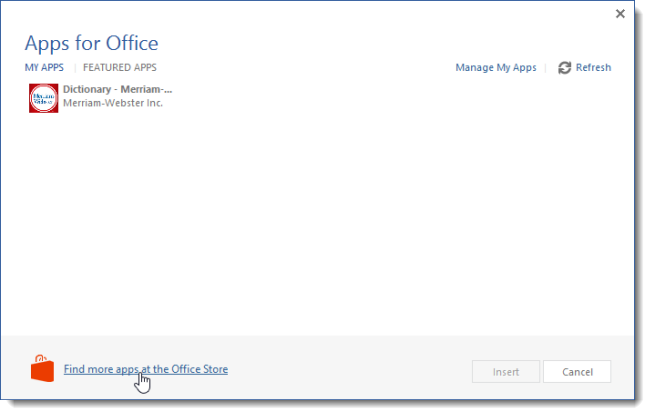 Apps for Office
MY APPS | FEATURED APPS
Manage My Apps | Refresh
Dictionary - Merriam-...
Merriam-Webster Inc.
Find more apps at the Office Store
Insert
Cancel